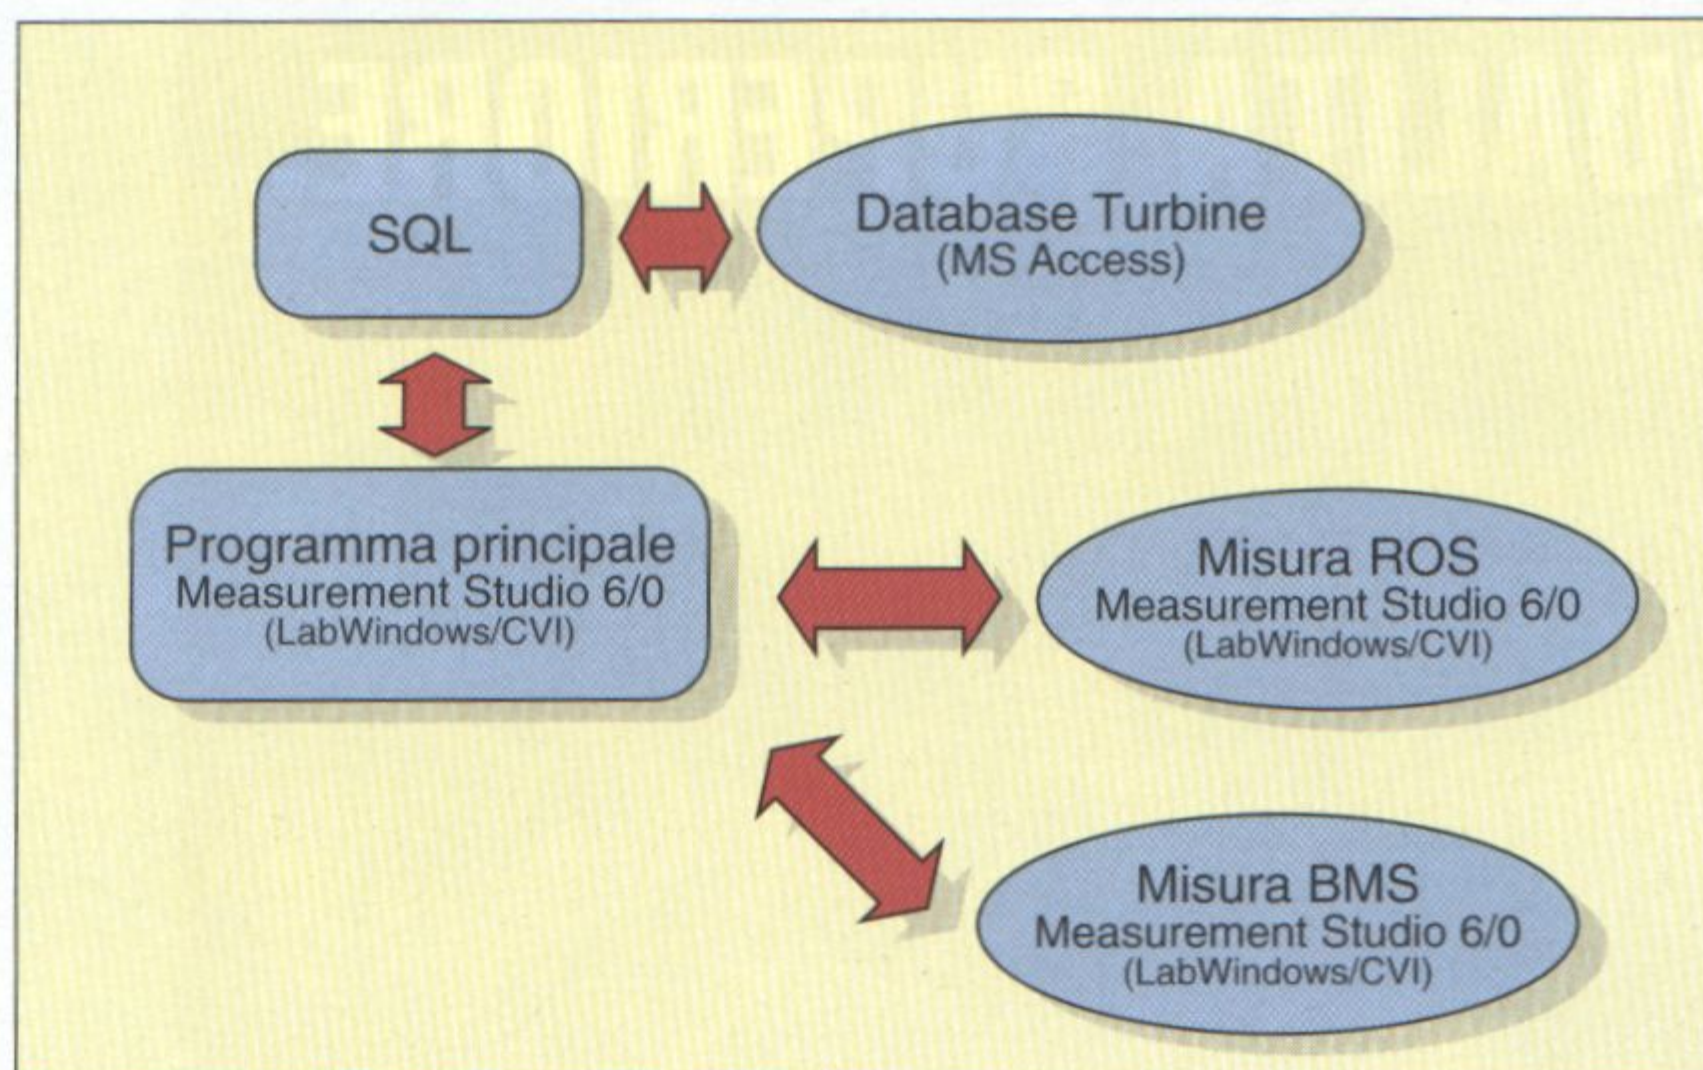 SQL
Database Turbine
(MS Access)
Programma principale
Measurement Studio 6/0
(LabWindows/CVI)
Misura ROS
Measurement Studio 6/0
(LabWindows/CVI)
Misura BMS
Measurement Studio 6/0
(LabWindows/CVI)